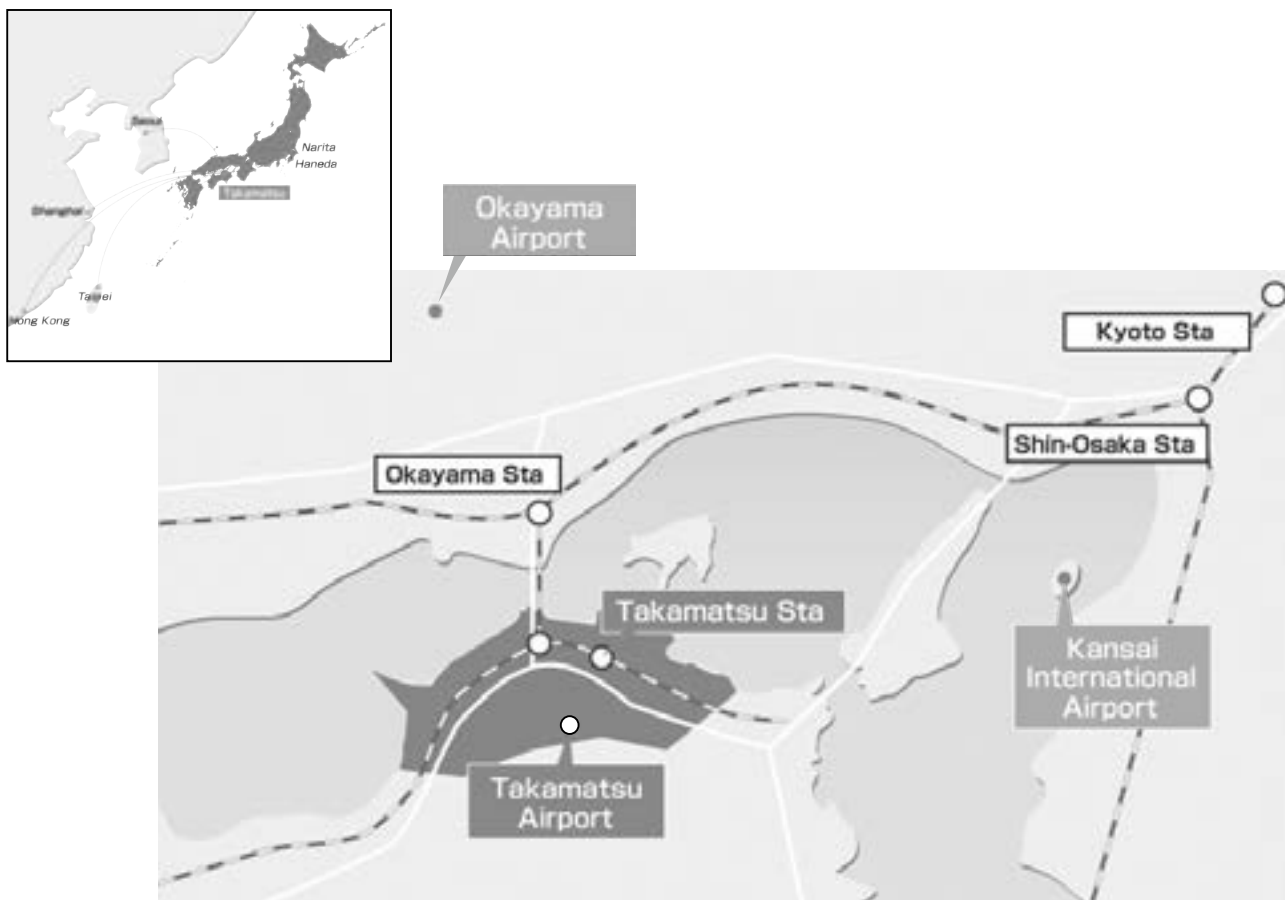 Seoul
Narita
Haneda
Takamatsu
Shanghai
Taipei
Hong Kong
Okayama
Airport
Kyoto Sta
Shin-Osaka Sta
Okayama Sta
Takamatsu Sta
Kansai
International
Airport
Takamatsu
Airport